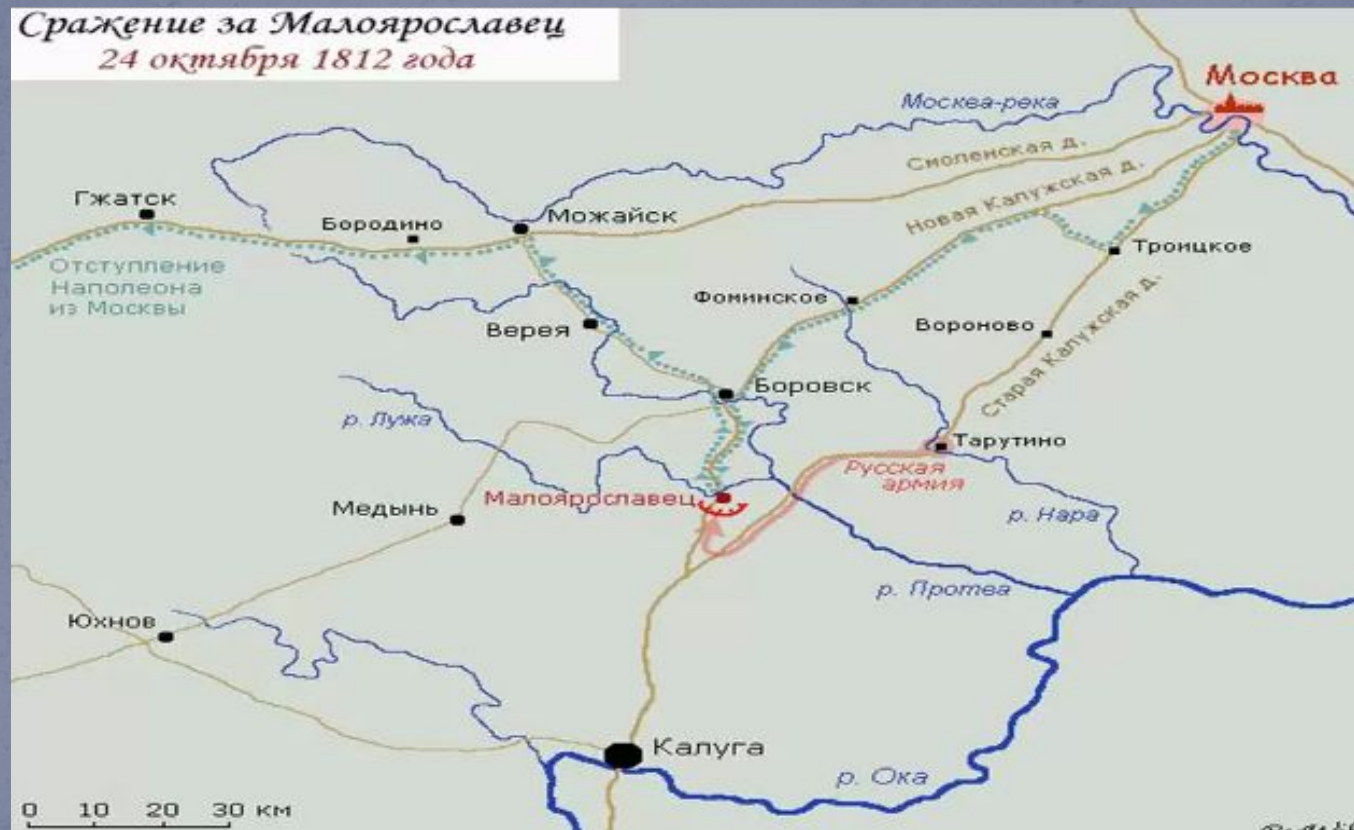 Сражение за Малоярославец
24 октября 1812 года
Москва
Москва-река
Смоленская д.
Новая Калужская д.
Гжатск
Бородино
Можайск
Троицкое
Отступление
Наполеона
из Москвы
Фоминское
Верея
Вороново
Старая Калужская д.
Боровск
р. Лужа
Тарутино
Русская
армия
Малоярославец
Медынь
р. Нара
р. Протва
Юхнов
Калуга
р. Ока
0 10 20 30 км